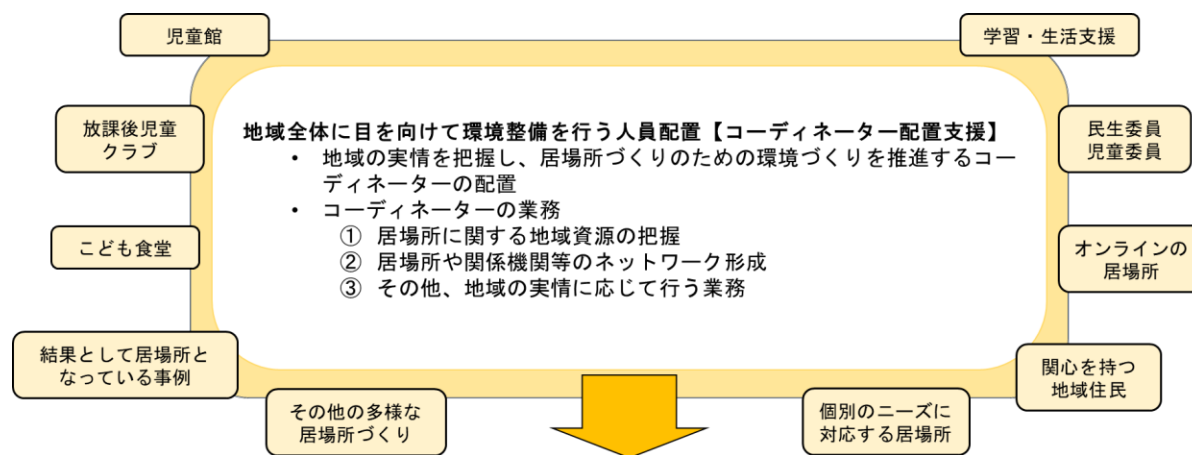 児童館
学習・生活支援
放課後児童
クラブ
民生委員
児童委員
地域全体に目を向けて環境整備を行う人員配置【コーディネーター配置支援】
• 地域の実情を把握し、居場所づくりのための環境づくりを推進するコー
ディネーターの配置
• コーディネーターの業務
① 居場所に関する地域資源の把握
② 居場所や関係機関等のネットワーク形成
③ その他、地域の実情に応じて行う業務
こども食堂
オンラインの
居場所
結果として居場所と
なっている事例
関心を持つ
地域住民
その他の多様な
居場所づくり
個別のニーズに
対応する居場所